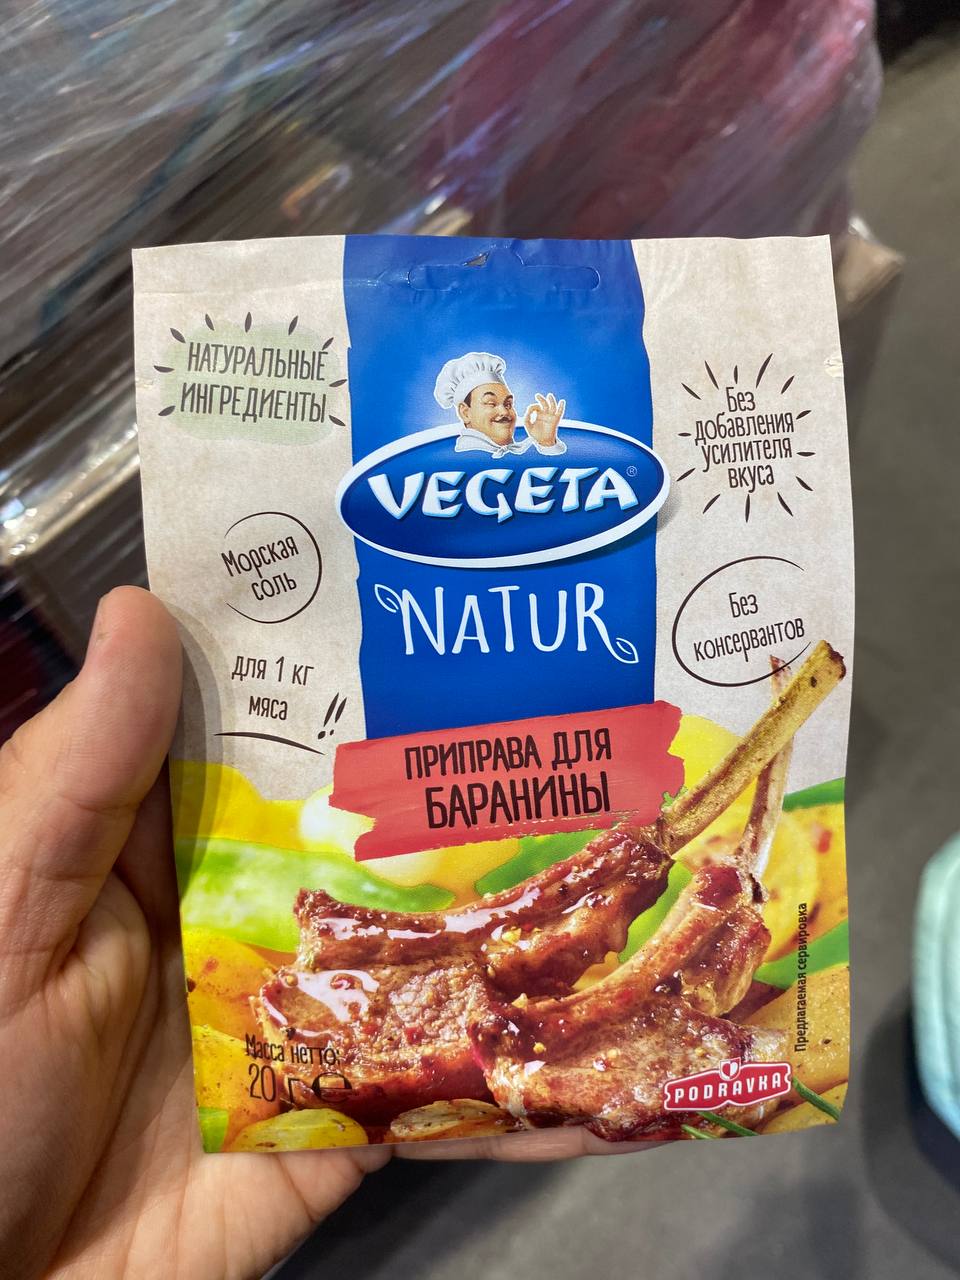 НАТУРАЛЬНЫЕ
ИНГРЕДИЕНТЫ
Без
добавления
усилителя
вкуса
VEGETA®
Морская
соль
NATUR
Без
консервантов
для 1 кг
мяса
ПРИПРАВА ДЛЯ
БАРАНИНЫ
Предлагаемая сервировка
Масса нетто:
20 г ℮
PODRAVKA